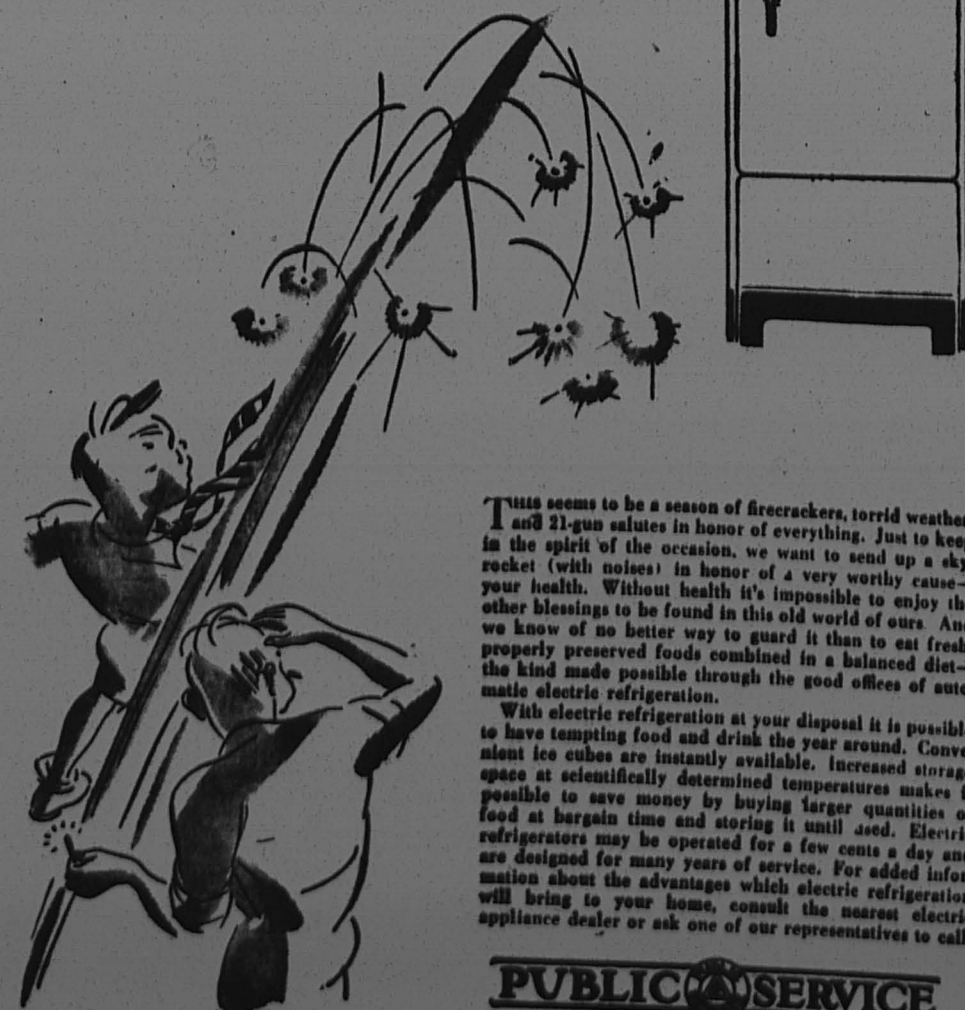 THIS seems to be a season of firecrackers, torrid weather
and 21-gun salutes in honor of everything. Just to keep
in the spirit of the occasion, we want to send up a sky
rocket (with noises) in honor of a very worthy cause—
your health. Without health it's impossible to enjoy th
other blessings to be found in this old world of ours. An
we know of no better way to guard it than to eat fresh
properly preserved foods combined in a balanced diet—
the kind made possible through the good offices of auto
matic electric refrigeration.
With electric refrigeration at your disposal it is possibl
to have tempting food and drink the year around. Conve
nient ice cubes are instantly available. Increased storag
space at scientifically determined temperatures makes i
possible to save money by buying larger quantities o
food at bargain time and storing it until used. Electri
refrigerators may be operated for a few cents a day an
are designed for many years of service. For added infor
mation about the advantages which electric refrigeration
will bring to your home, consult the nearest electri
appliance dealer or ask one of our representatives to call
PUBLIC SERVICE